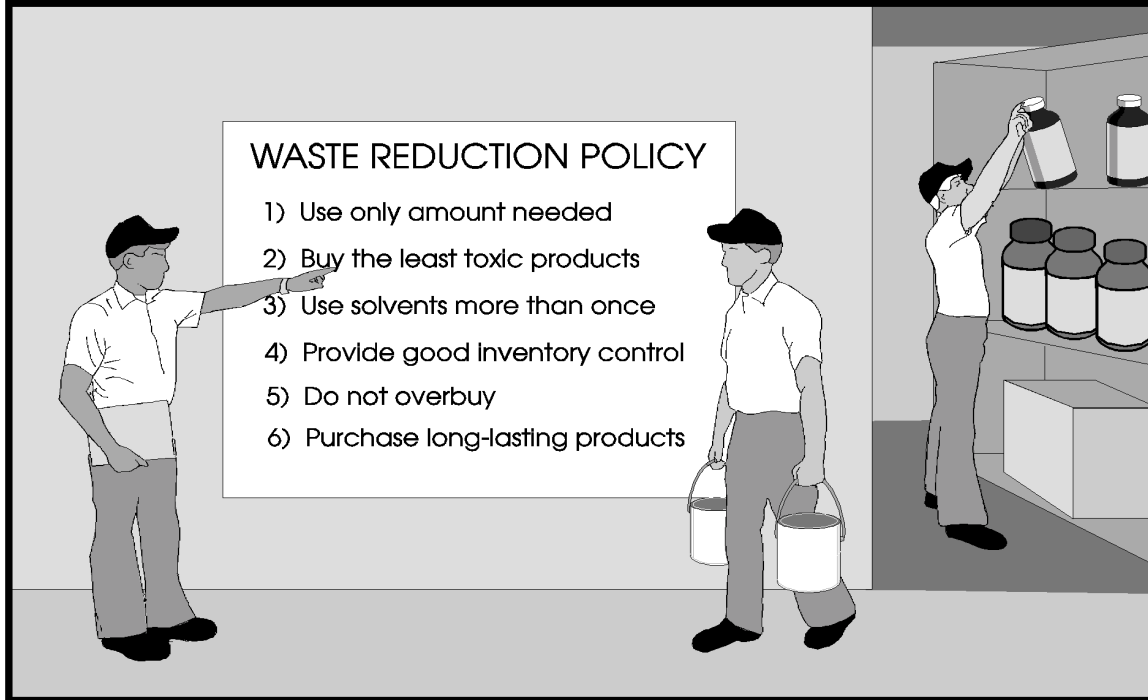 WASTE REDUCTION POLICY
1) Use only amount needed
2) Buy the least toxic products
3) Use solvents more than once
4) Provide good inventory control
5) Do not overbuy
6) Purchase long-lasting products